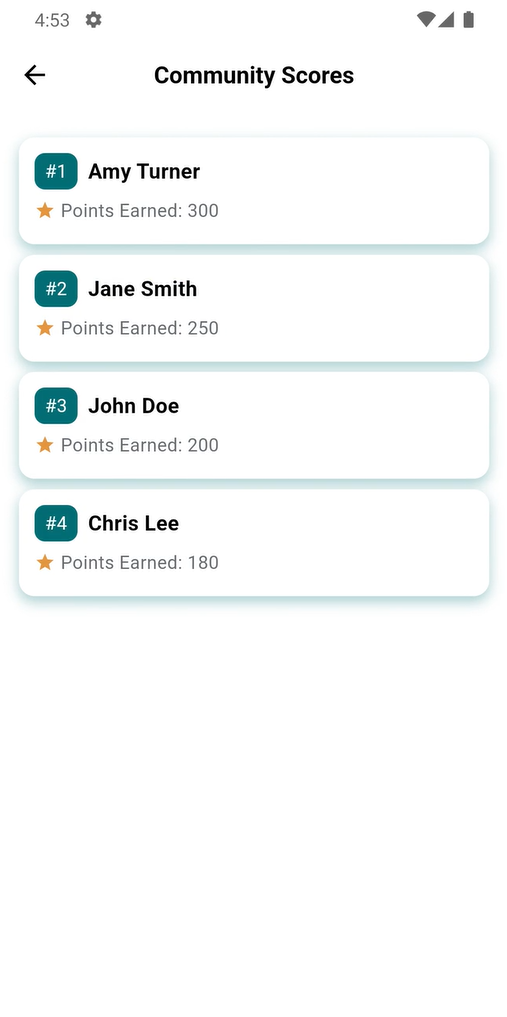 4:53
Community Scores
#1 Amy Turner
Points Earned: 300
#2 Jane Smith
Points Earned: 250
#3 John Doe
Points Earned: 200
#4 Chris Lee
Points Earned: 180